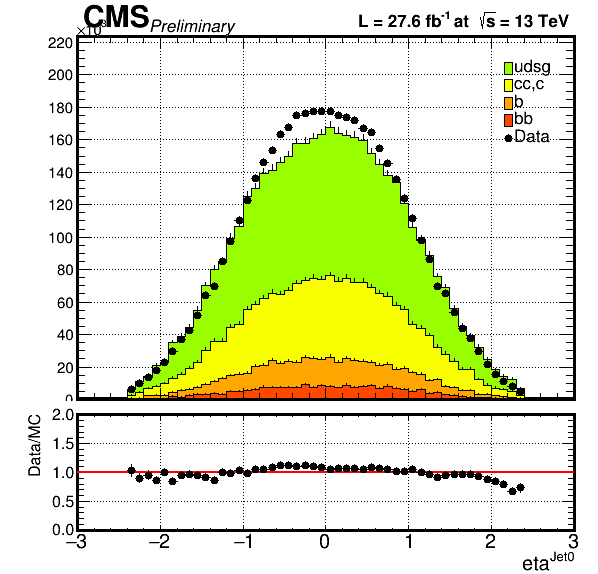 CMS Preliminary L = 27.6 fb⁻¹ at √s = 13 TeV
×10³
220
200
180
160
140
120
100
80
60
40
20
0
udsg
cc,c
b
bb
Data
Data/MC
2.0
1.5
1.0
0.5
0.0
−3 −2 −1 0 1 2 3
eta^Jet0